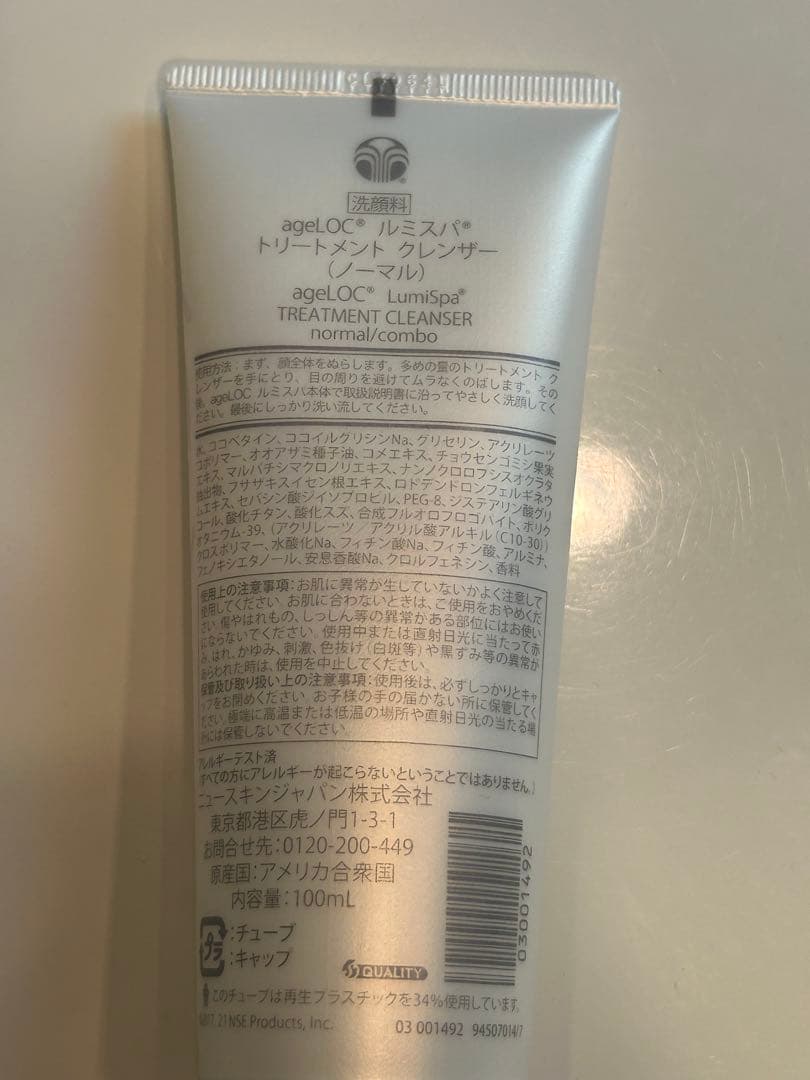 洗顔料
ageLOC® ルミスパ®
トリートメント クレンザー
(ノーマル)
ageLOC® LumiSpa®
TREATMENT CLEANSER
normal/combo
使用方法:まず、顔全体をぬらします。多めの量のトリートメント ク
レンザーを手にとり、目の周りを避けてムラなくのばします。その
後、ageLOC ルミスパ本体で取扱説明書に沿ってやさしく洗顔してく
ださい。最後にしっかり洗い流してください。
水、ココベタイン、ココイルグリシンNa、グリセリン、アクリレーツ
コポリマー、オオアザミ種子油、コメエキス、チョウセンゴミシ果実
エキス、マルバチシマクロノリエキス、ナンノクロロプシスオクラタ
抽出物、フササキスイセン根エキス、ロドデンドロンフェルギネウ
ムエキス、セバシン酸ジイソプロピル、PEG-8、ジステアリン酸グリ
コール、酸化チタン、酸化スズ、合成フルオロフロゴパイト、ポリク
オタニウム-39、(アクリレーツ/アクリル酸アルキル(C10-30))
クロスポリマー、水酸化Na、フィチン酸Na、フィチン酸、アルミナ、
フェノキシエタノール、安息香酸Na、クロルフェネシン、香料
使用上の注意事項:お肌に異常が生じていないかよく注意して
使用してください。お肌に合わないときは、ご使用をおやめくだ
さい。傷やはれもの、しっしん等の異常がある部位にはお使い
にならないでください。使用中または直射日光に当たって赤
み、はれ、かゆみ、刺激、色抜け(白斑等)や黒ずみ等の異常が
あらわれた時は、使用を中止してください。
保管及び取り扱い上の注意事項:使用後は、必ずしっかりとキャ
ップをお閉めください。お子様の手の届かない所に保管してく
ださい。極端に高温または低温の場所や直射日光の当たる場
所には保管しないでください。
アレルギーテスト済
(すべての方にアレルギーが起こらないということではありません。)
ニュースキンジャパン株式会社
東京都港区虎ノ門1-3-1
お問合せ先:0120-200-449
原産国:アメリカ合衆国
内容量:100mL
プラ
:チューブ
:キャップ
QUALITY
03001492
このチューブは再生プラスチックを34%使用しています。
©2017, 21 NSE Products, Inc.
03 001492 94507014/7